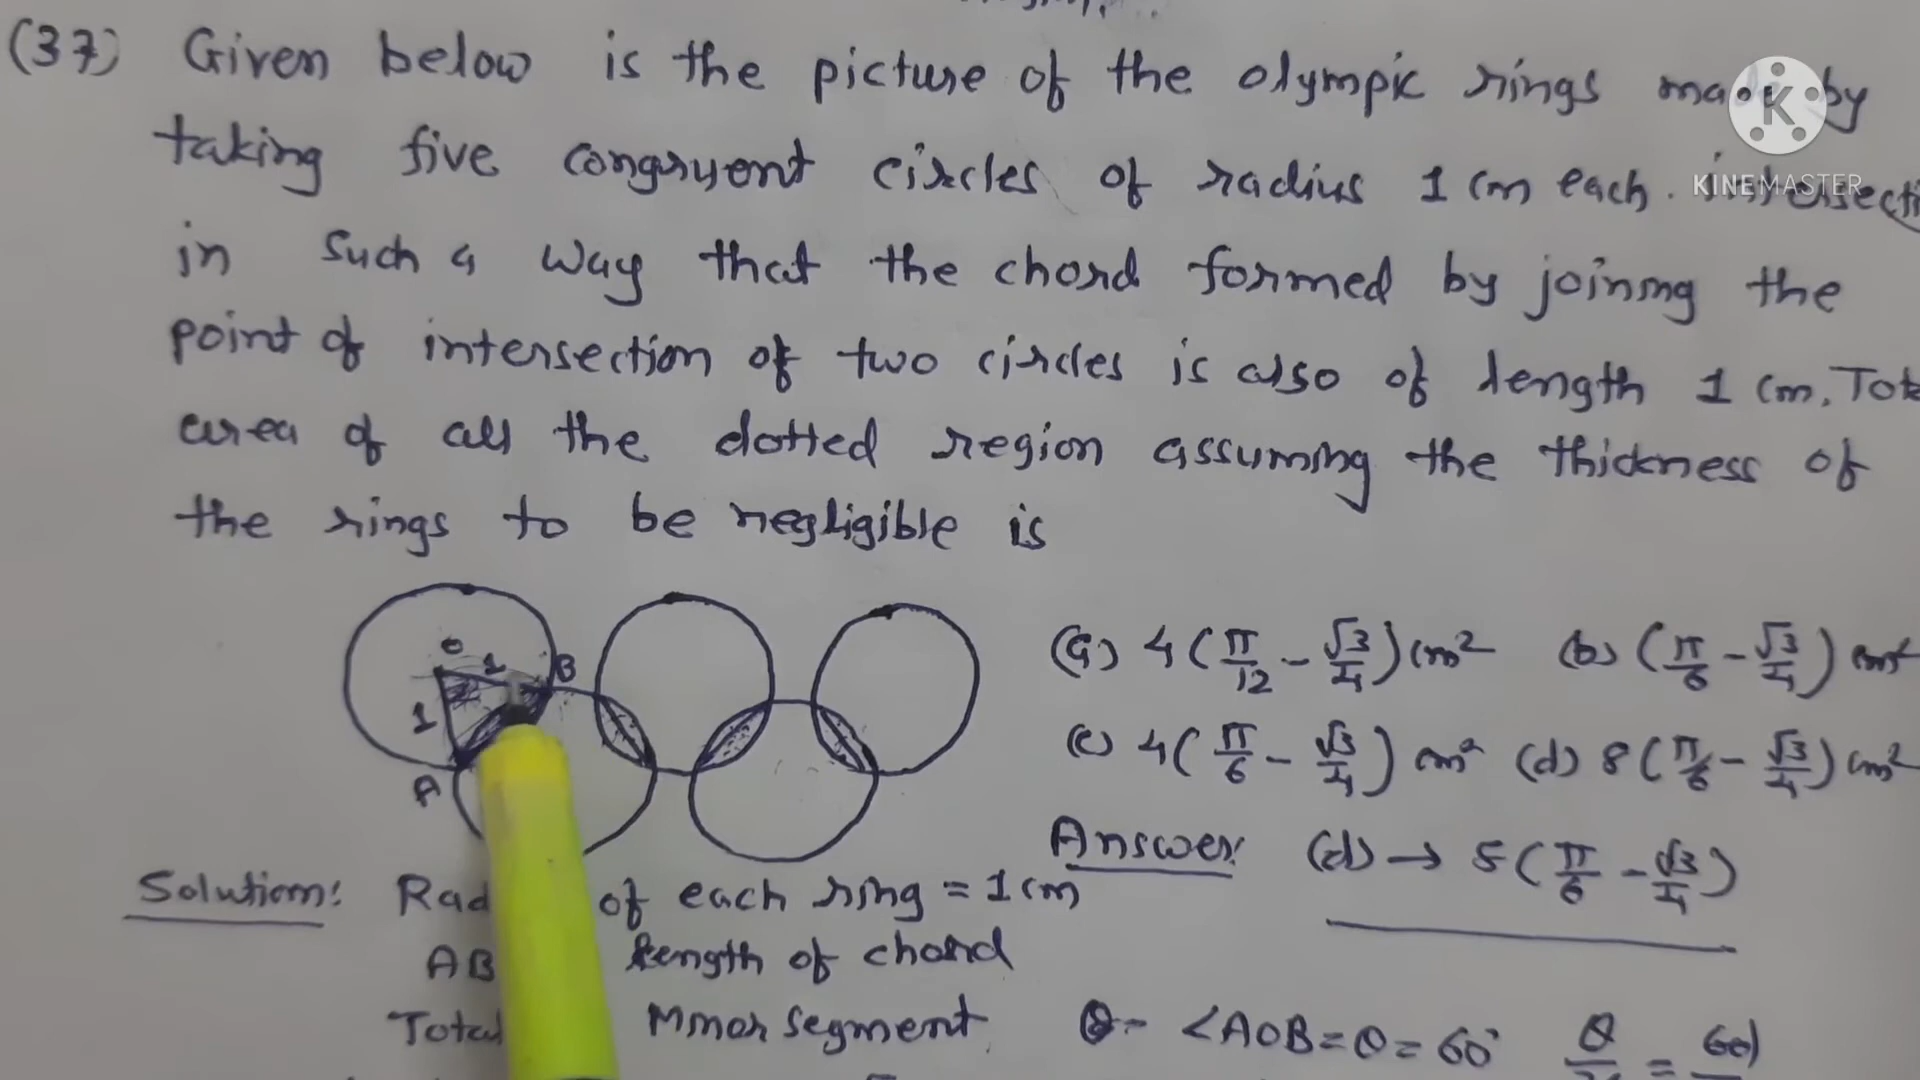 (37) Given below is the picture of the olympic rings made by
taking five congruent circles of radius 1 cm each. intersecti
in such a way that the chord formed by joining the
point of intersection of two circles is also of length 1 cm. Tot
area of all the dotted region assuming the thickness of
the rings to be negligible is
(a) 4(π/12 - √3/4) cm² (b) (π/6 - √3/4) cm²
(c) 4(π/6 - √3/4) cm² (d) 8(π/6 - √3/4) cm²
O 1 B
1
A
Answer: (d) → 8(π/6 - √3/4)
Solution: Rad of each ring = 1 cm
AB length of chord
Total Minor segment θ = ∠AOB = θ = 60° θ = 60
KINEMASTER